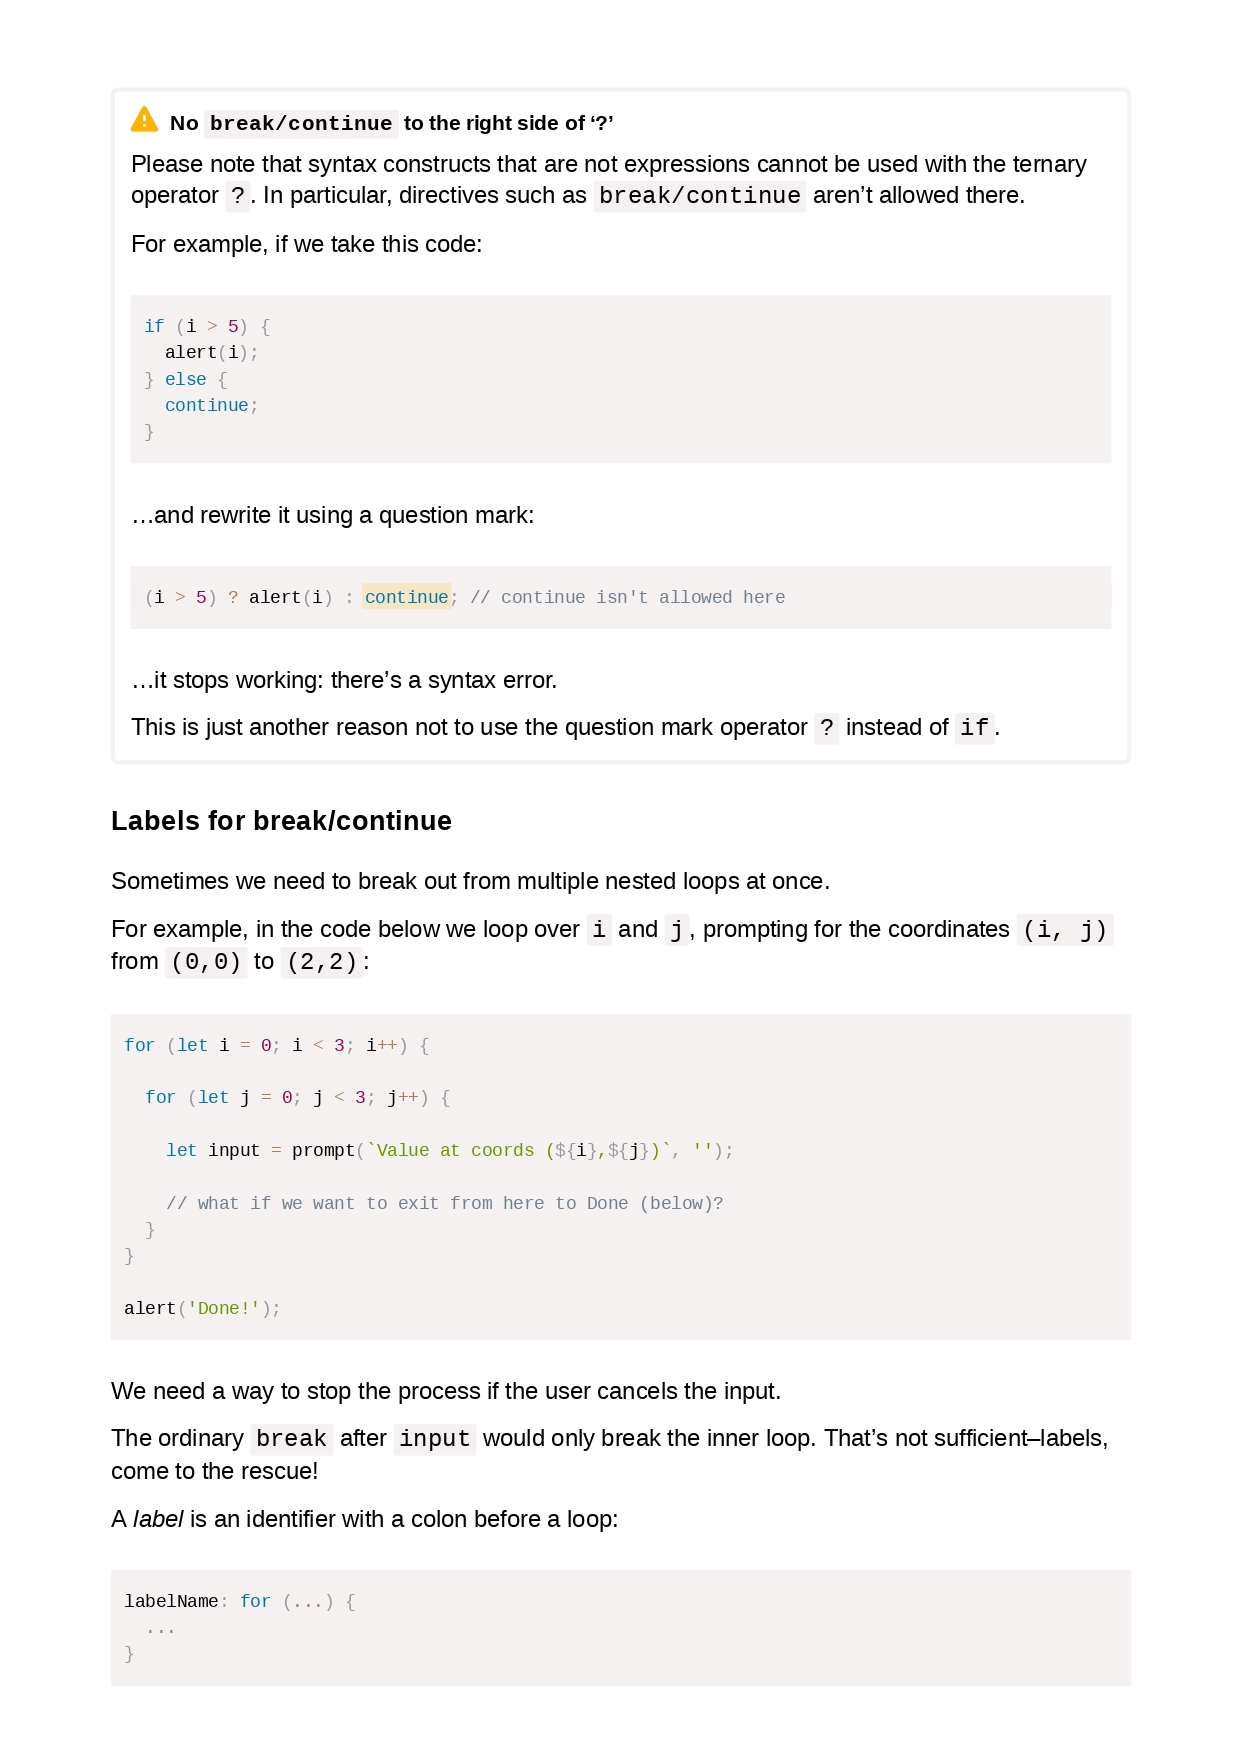 No break/continue to the right side of ‘?’
Please note that syntax constructs that are not expressions cannot be used with the ternary
operator ?. In particular, directives such as break/continue aren’t allowed there.
For example, if we take this code:
if (i > 5) {
  alert(i);
} else {
  continue;
}
…and rewrite it using a question mark:
(i > 5) ? alert(i) : continue; // continue isn't allowed here
…it stops working: there’s a syntax error.
This is just another reason not to use the question mark operator ? instead of if.
Labels for break/continue
Sometimes we need to break out from multiple nested loops at once.
For example, in the code below we loop over i and j, prompting for the coordinates (i, j)
from (0,0) to (2,2):
for (let i = 0; i < 3; i++) {
  for (let j = 0; j < 3; j++) {
    let input = prompt(`Value at coords (${i},${j})`, '');
    // what if we want to exit from here to Done (below)?
  }
}
alert('Done!');
We need a way to stop the process if the user cancels the input.
The ordinary break after input would only break the inner loop. That’s not sufficient–labels,
come to the rescue!
A label is an identifier with a colon before a loop:
labelName: for (...) {
  ...
}